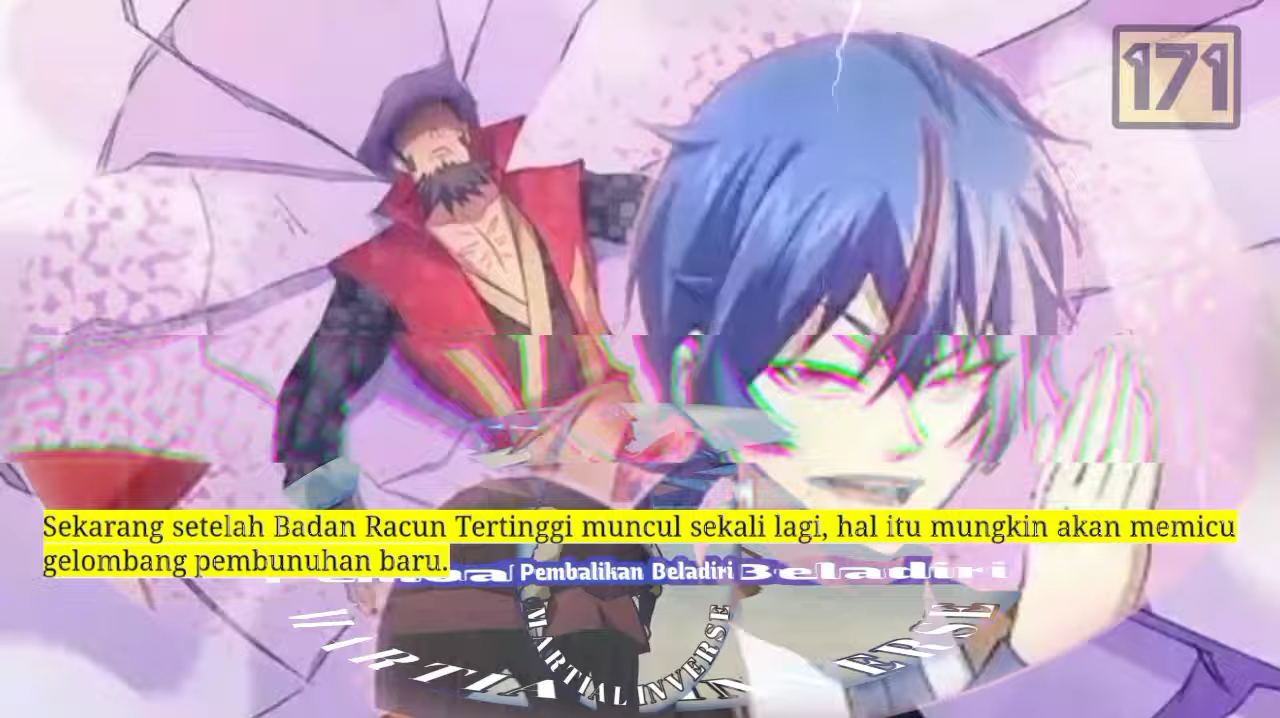 171
Sekarang setelah Badan Racun Tertinggi muncul sekali lagi, hal itu mungkin akan memicu
gelombang pembunuhan baru.
Pembalikan Beladiri
Beladiri
MARTIAL INVERSE